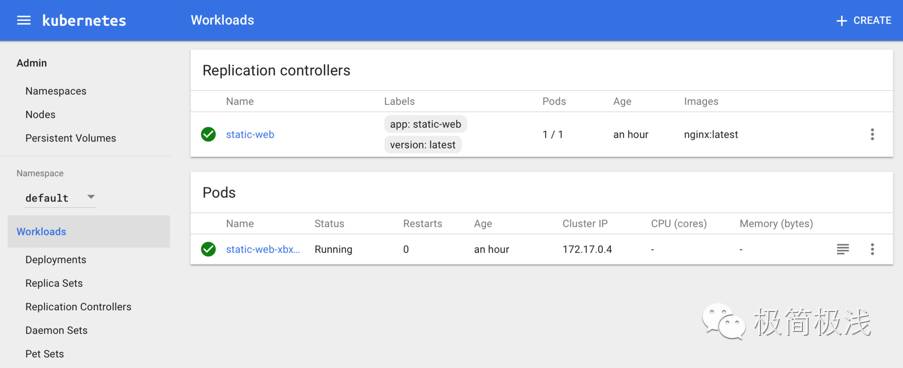 kubernetes
Workloads
CREATE
Admin
Namespaces
Nodes
Persistent Volumes
Namespace
default
Workloads
Deployments
Replica Sets
Replication Controllers
Daemon Sets
Pet Sets
Replication controllers
Name Labels Pods Age Images
static-web app: static-web version: latest 1 / 1 an hour nginx:latest
Pods
Name Status Restarts Age Cluster IP CPU (cores) Memory (bytes)
static-web-xbx... Running 0 an hour 172.17.0.4 - -
极简极浅